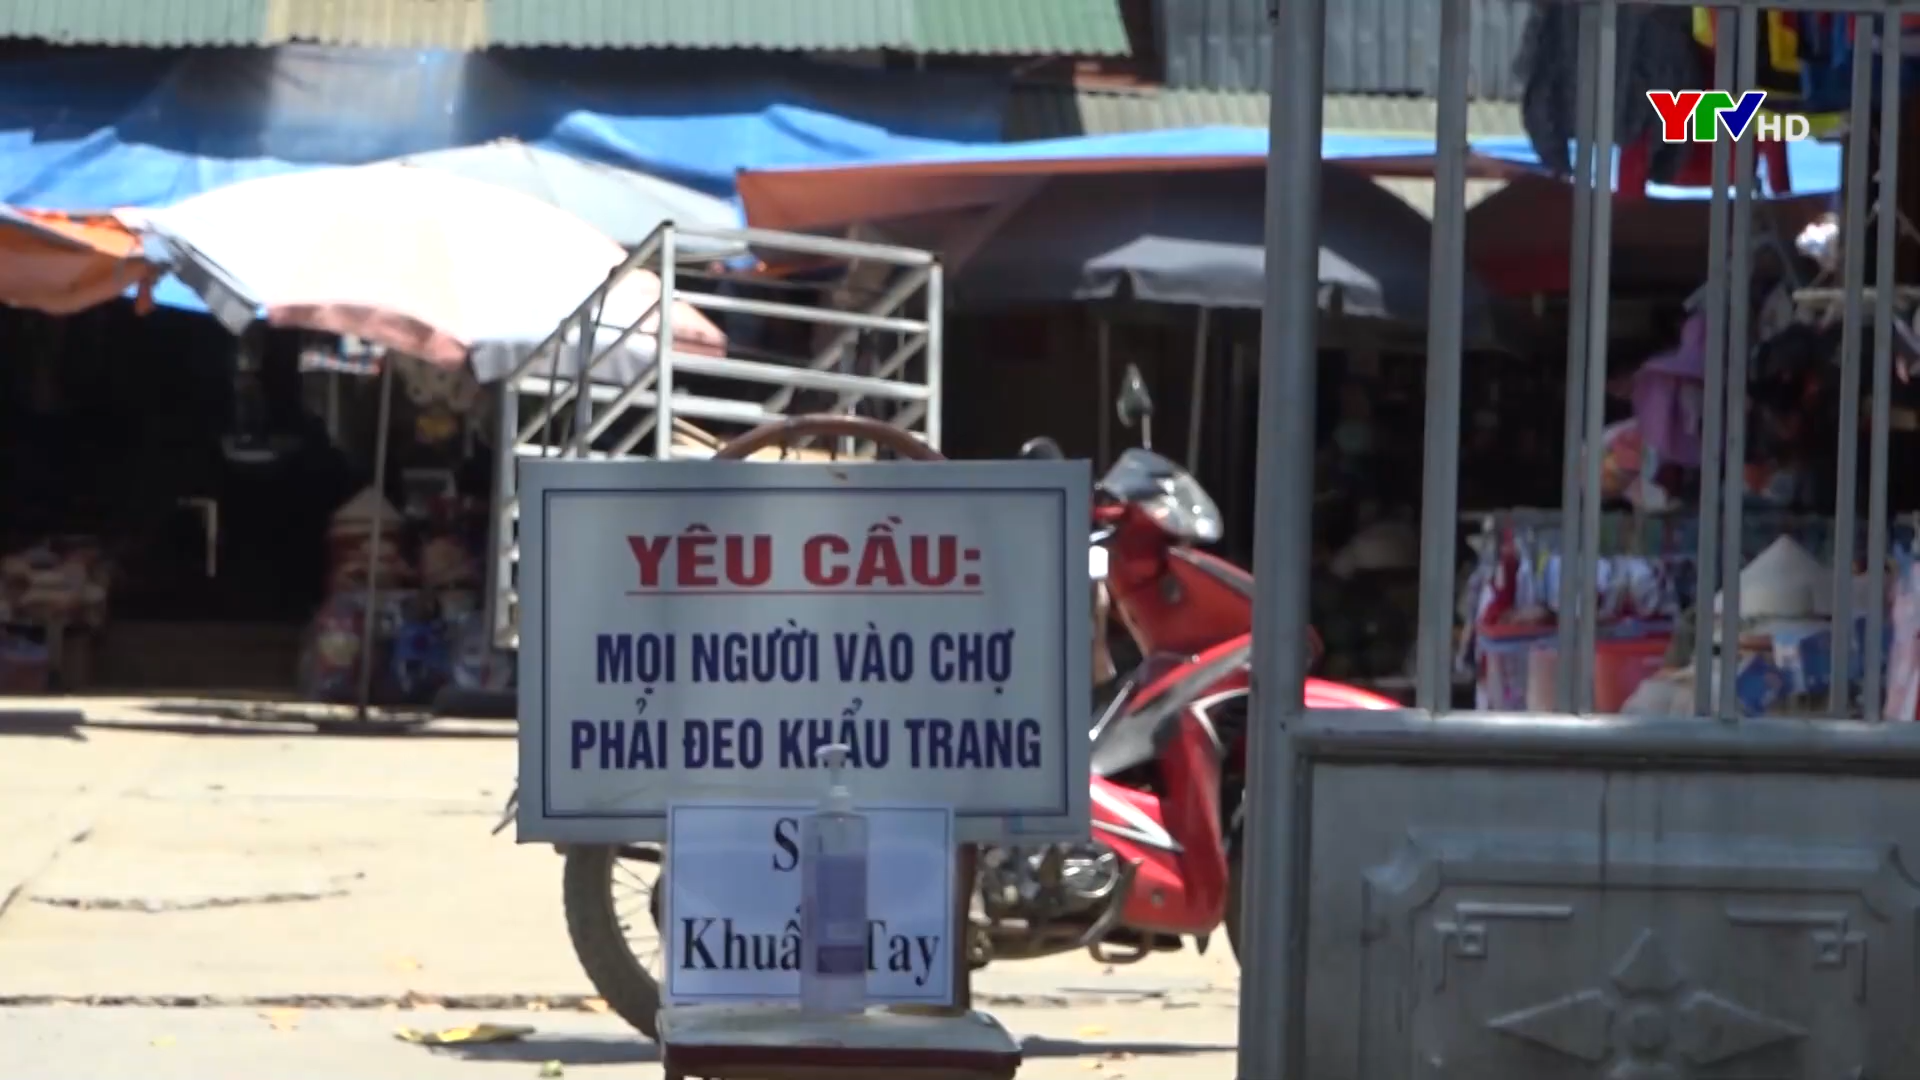 YTV HD
YÊU CẦU:
MỌI NGƯỜI VÀO CHỢ
PHẢI ĐEO KHẨU TRANG
Tay